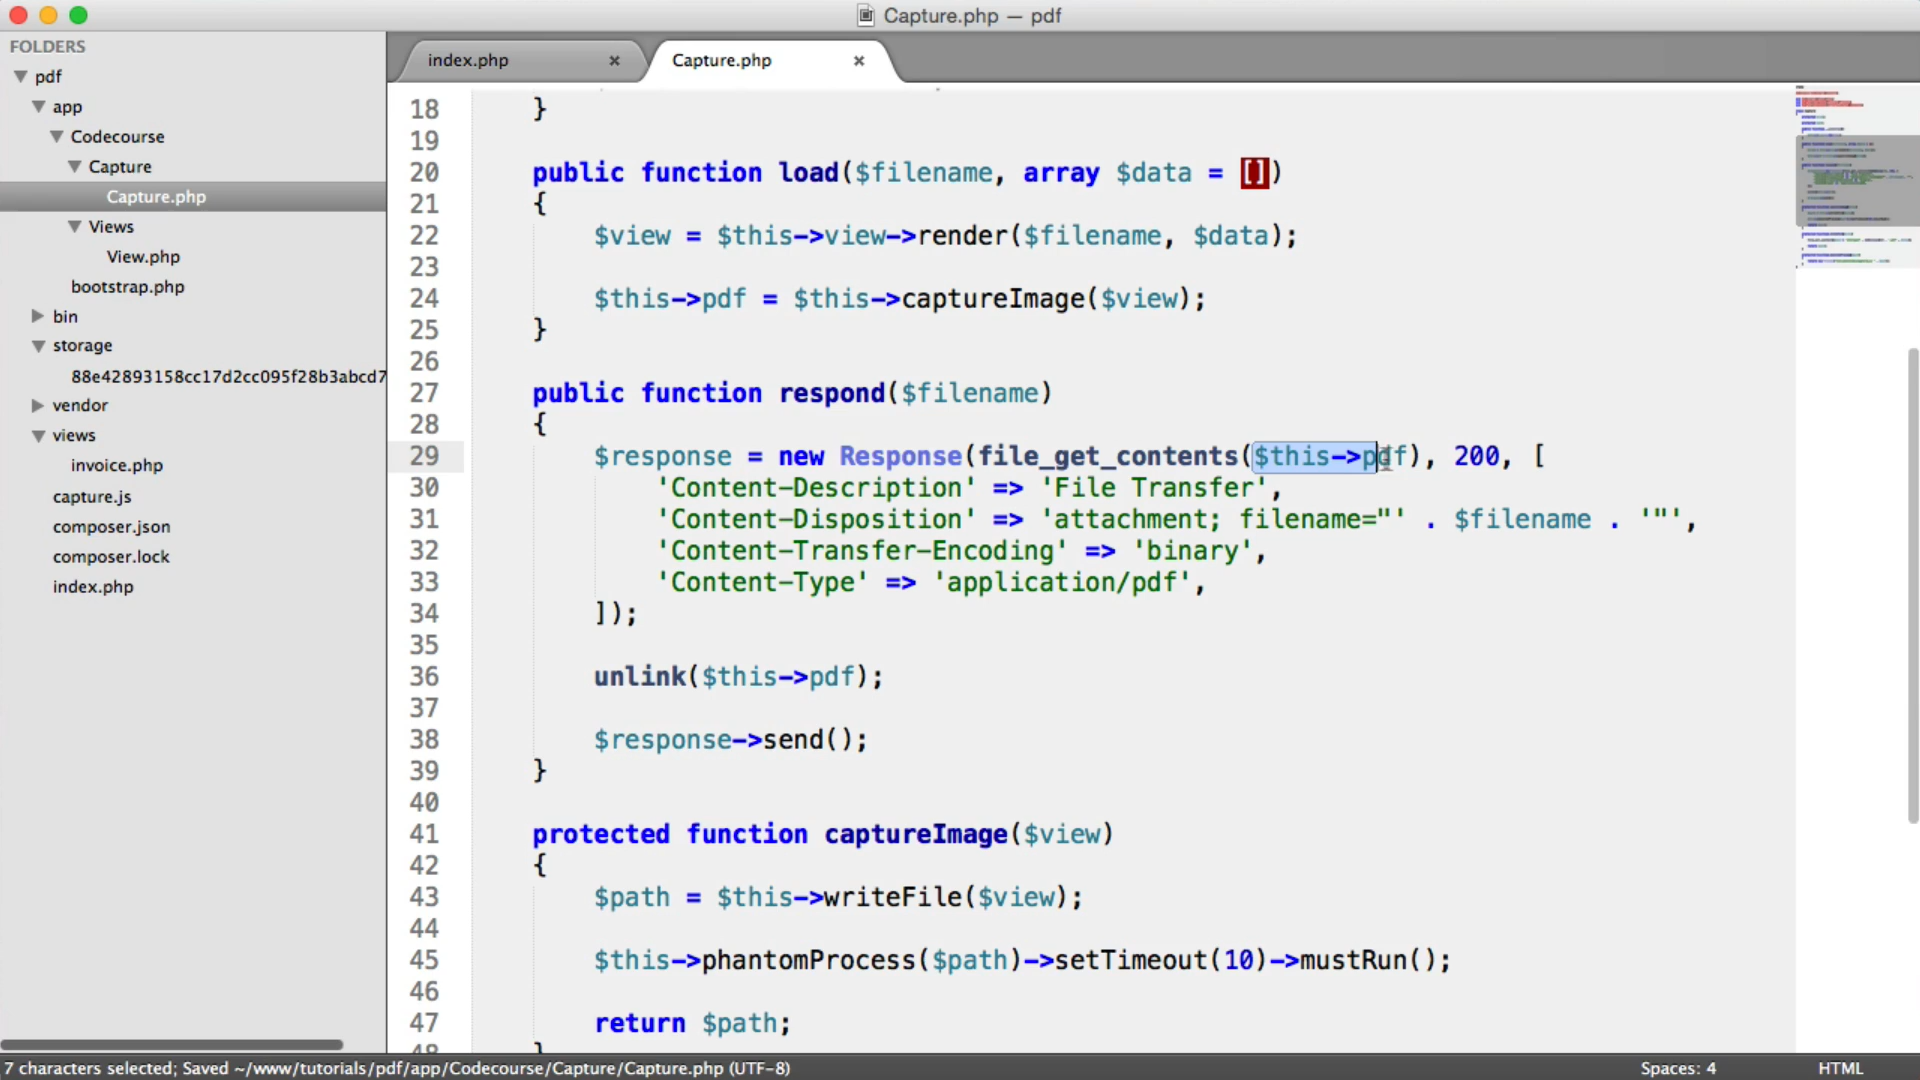 Capture.php — pdf
FOLDERS
pdf
app
Codecourse
Capture
Capture.php
Views
View.php
bootstrap.php
bin
storage
88e42893158cc17d2cc095f28b3abcd7
vendor
views
invoice.php
capture.js
composer.json
composer.lock
index.php
index.php ×
Capture.php ×
18 }
19
20 public function load($filename, array $data = [])
21 {
22 $view = $this->view->render($filename, $data);
23
24 $this->pdf = $this->captureImage($view);
25 }
26
27 public function respond($filename)
28 {
29 $response = new Response(file_get_contents($this->pdf), 200, [
30 'Content-Description' => 'File Transfer',
31 'Content-Disposition' => 'attachment; filename="' . $filename . '"',
32 'Content-Transfer-Encoding' => 'binary',
33 'Content-Type' => 'application/pdf',
34 ]);
35
36 unlink($this->pdf);
37
38 $response->send();
39 }
40
41 protected function captureImage($view)
42 {
43 $path = $this->writeFile($view);
44
45 $this->phantomProcess($path)->setTimeout(10)->mustRun();
46
47 return $path;
7 characters selected; Saved ~/www/tutorials/pdf/app/Codecourse/Capture/Capture.php (UTF-8)
Spaces: 4
HTML